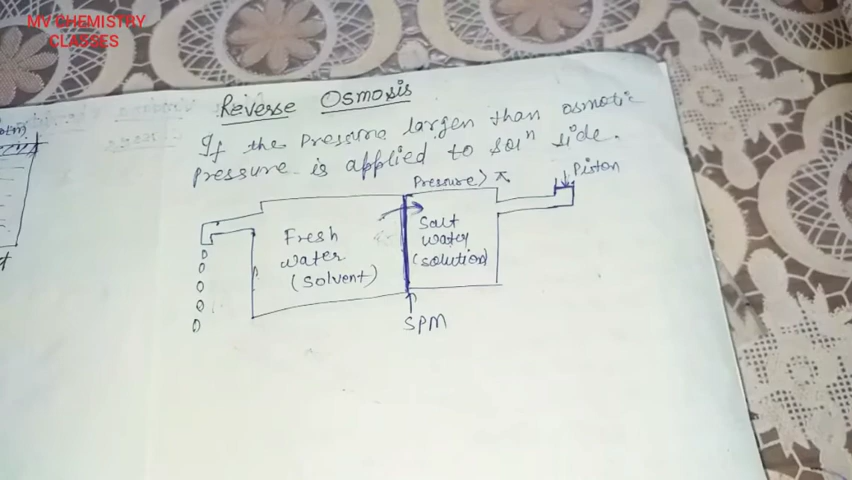 MV CHEMISTRY
CLASSES
Reverse Osmosis
If the Pressure largen than osmotic
pressure is applied to solⁿ side.
Pressure > π
Piston
Fresh
water
(solvent)
Salt
water
(solution)
SPM